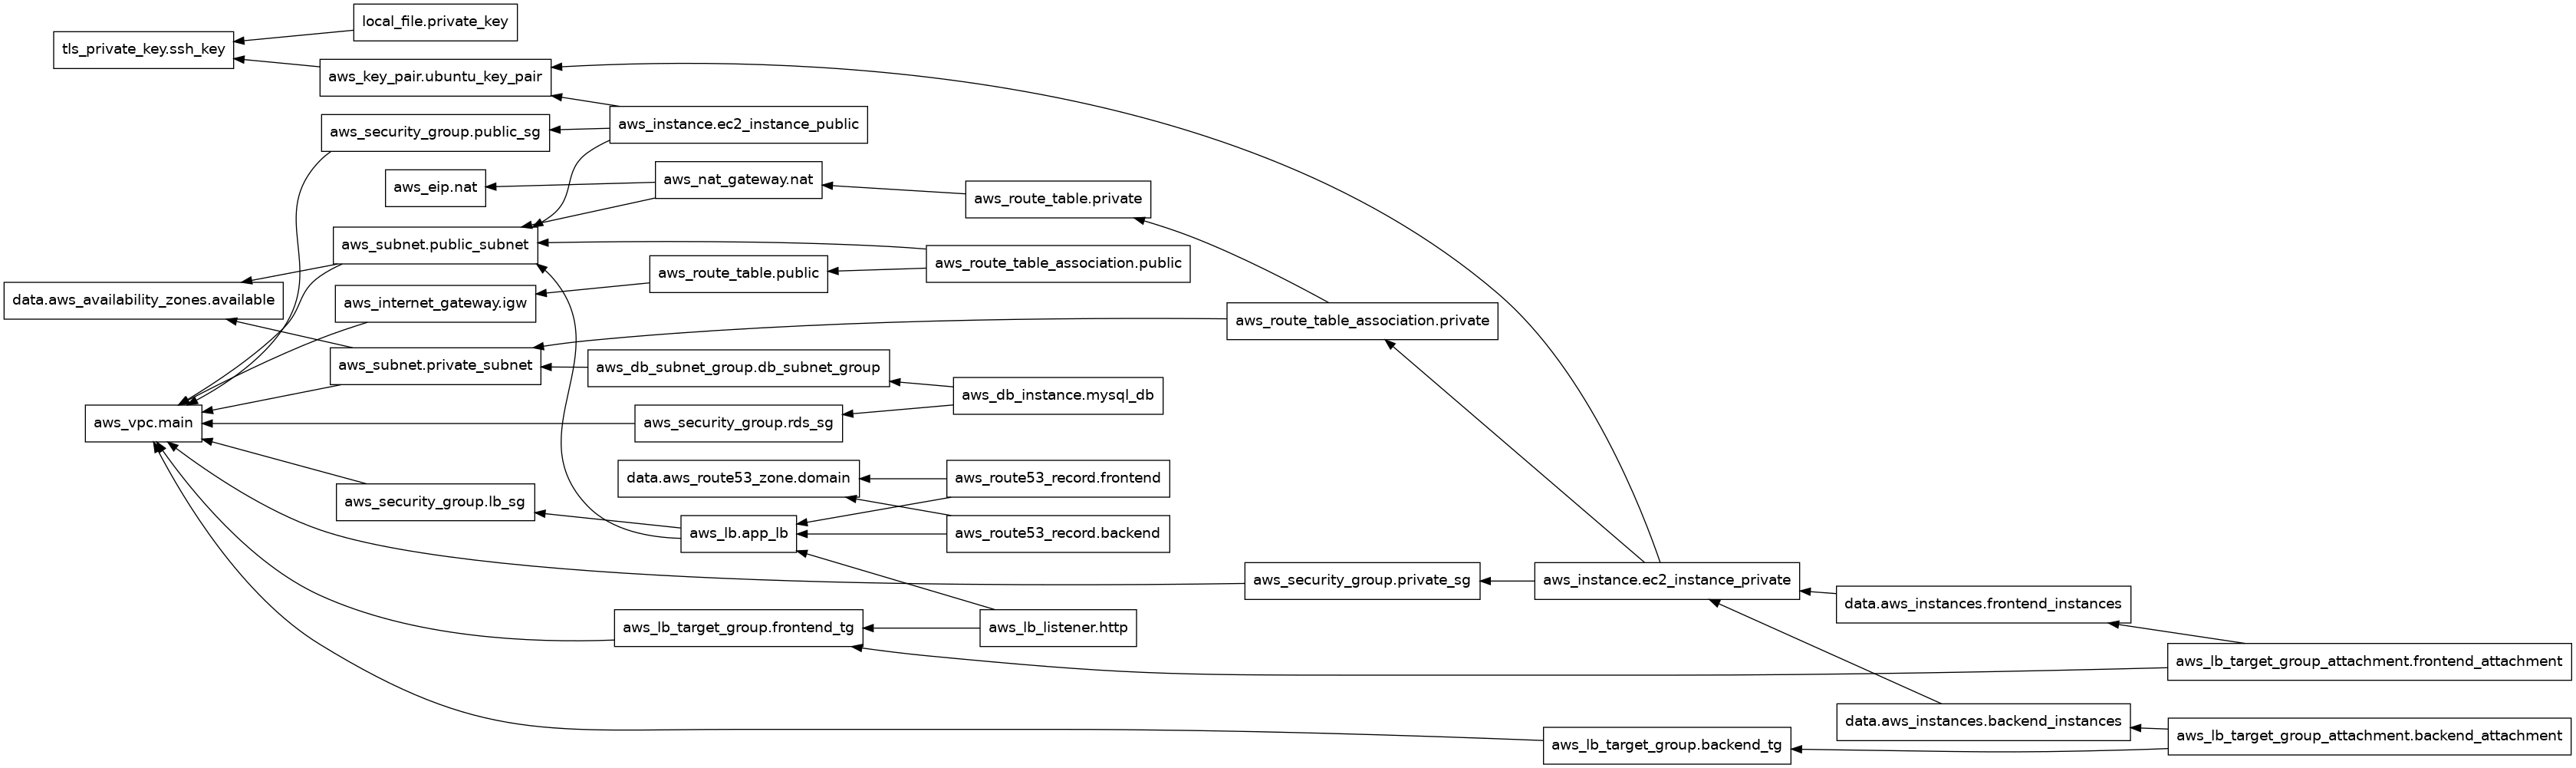 local_file.private_key
tls_private_key.ssh_key
aws_key_pair.ubuntu_key_pair
aws_instance.ec2_instance_public
aws_security_group.public_sg
aws_nat_gateway.nat
aws_eip.nat
aws_route_table.private
aws_subnet.public_subnet
aws_route_table_association.public
aws_route_table.public
data.aws_availability_zones.available
aws_internet_gateway.igw
aws_route_table_association.private
aws_subnet.private_subnet
aws_db_subnet_group.db_subnet_group
aws_db_instance.mysql_db
aws_vpc.main
aws_security_group.rds_sg
data.aws_route53_zone.domain
aws_route53_record.frontend
aws_security_group.lb_sg
aws_lb.app_lb
aws_route53_record.backend
aws_security_group.private_sg
aws_instance.ec2_instance_private
data.aws_instances.frontend_instances
aws_lb_target_group.frontend_tg
aws_lb_listener.http
aws_lb_target_group_attachment.frontend_attachment
data.aws_instances.backend_instances
aws_lb_target_group_attachment.backend_attachment
aws_lb_target_group.backend_tg